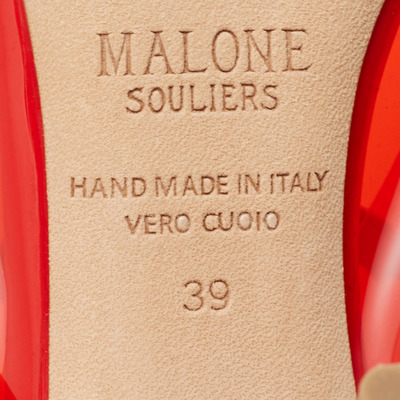 MALONE
SOULIERS
HAND MADE IN ITALY
VERO CUOIO
39